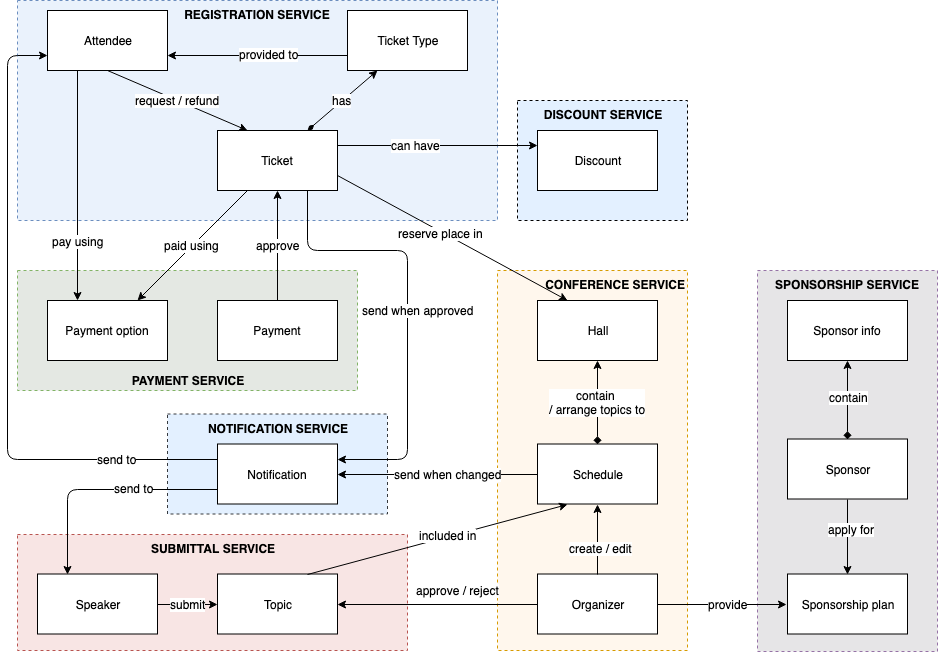 REGISTRATION SERVICE
Attendee
Ticket Type
provided to
request / refund
has
DISCOUNT SERVICE
can have
Ticket
Discount
pay using
paid using
approve
reserve place in
CONFERENCE SERVICE
SPONSORSHIP SERVICE
send when approved
Payment option
Payment
Hall
Sponsor info
PAYMENT SERVICE
contain
/ arrange topics to
contain
NOTIFICATION SERVICE
send to
Notification
send when changed
Schedule
Sponsor
send to
included in
apply for
SUBMITTAL SERVICE
create / edit
approve / reject
Speaker
submit
Topic
Organizer
provide
Sponsorship plan